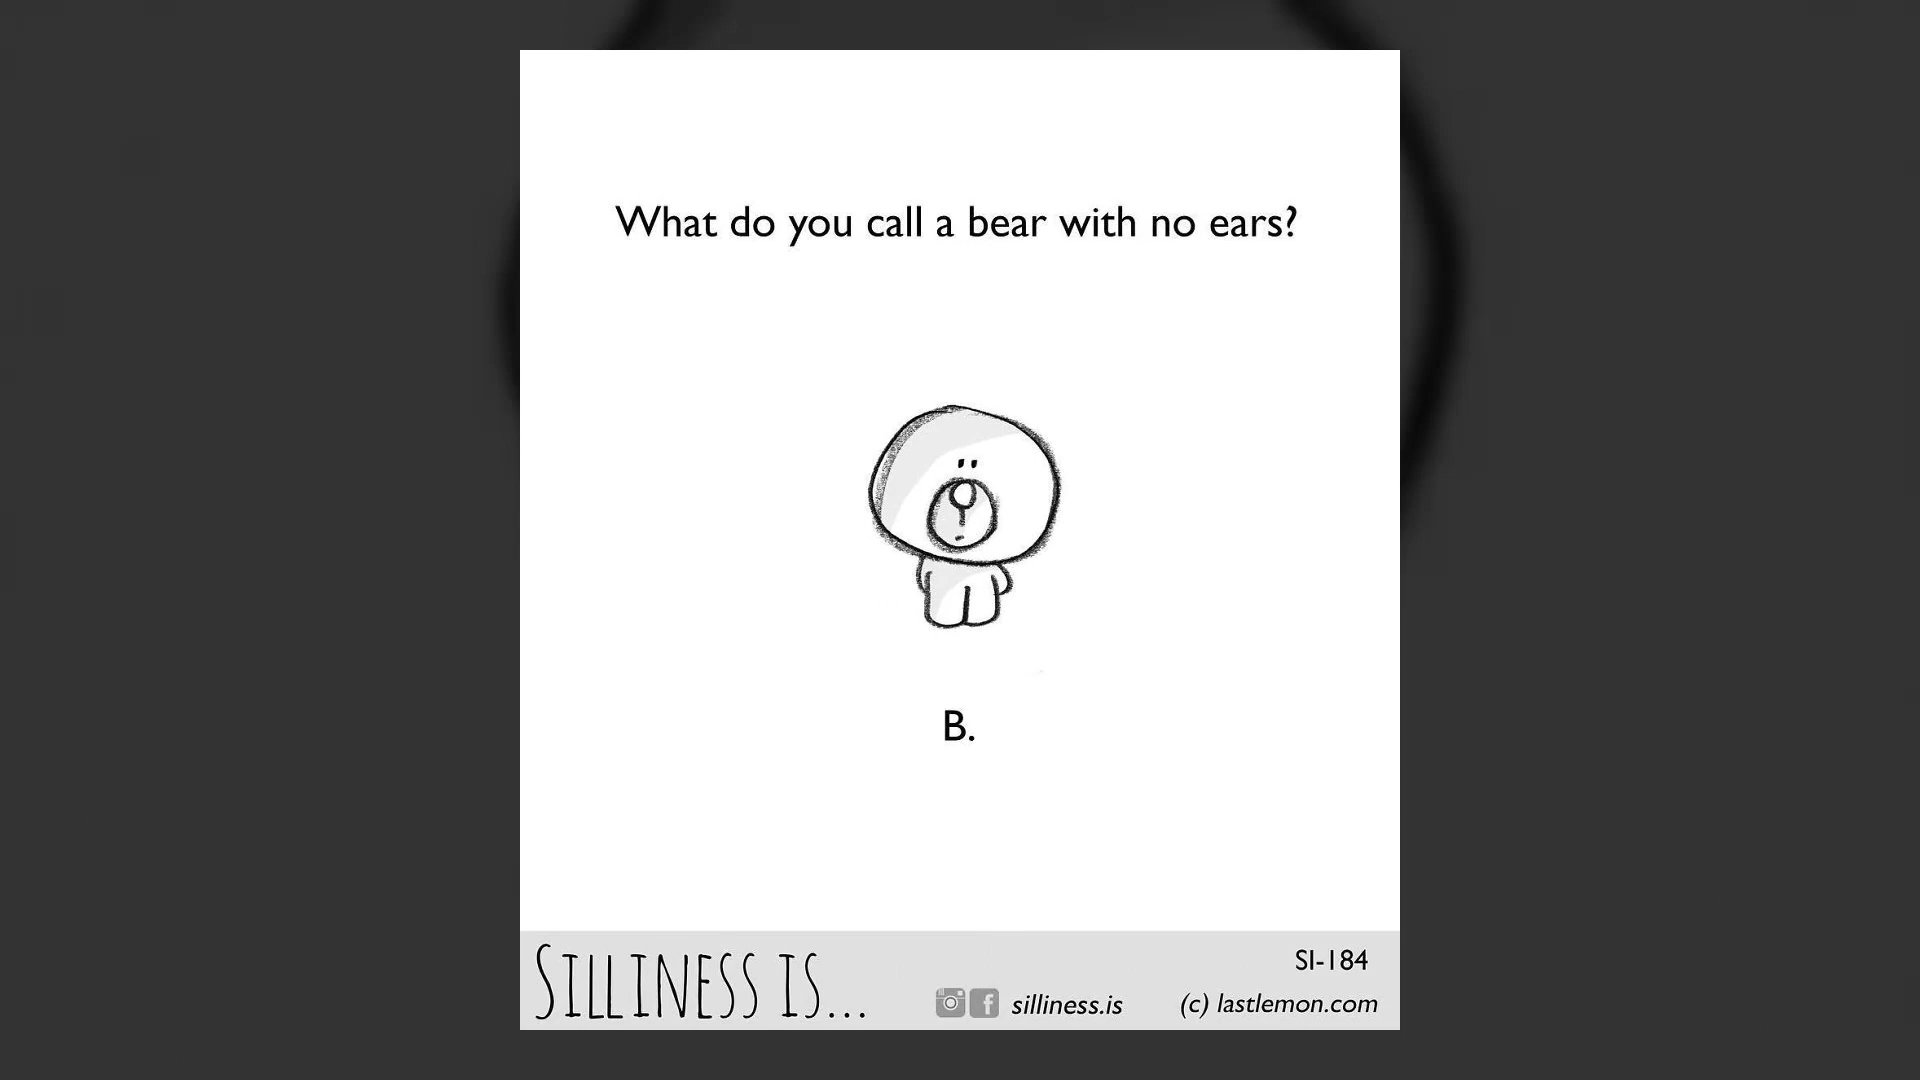 What do you call a bear with no ears?
B.
SILLINESS IS...
SI-184
silliness.is
(c) lastlemon.com